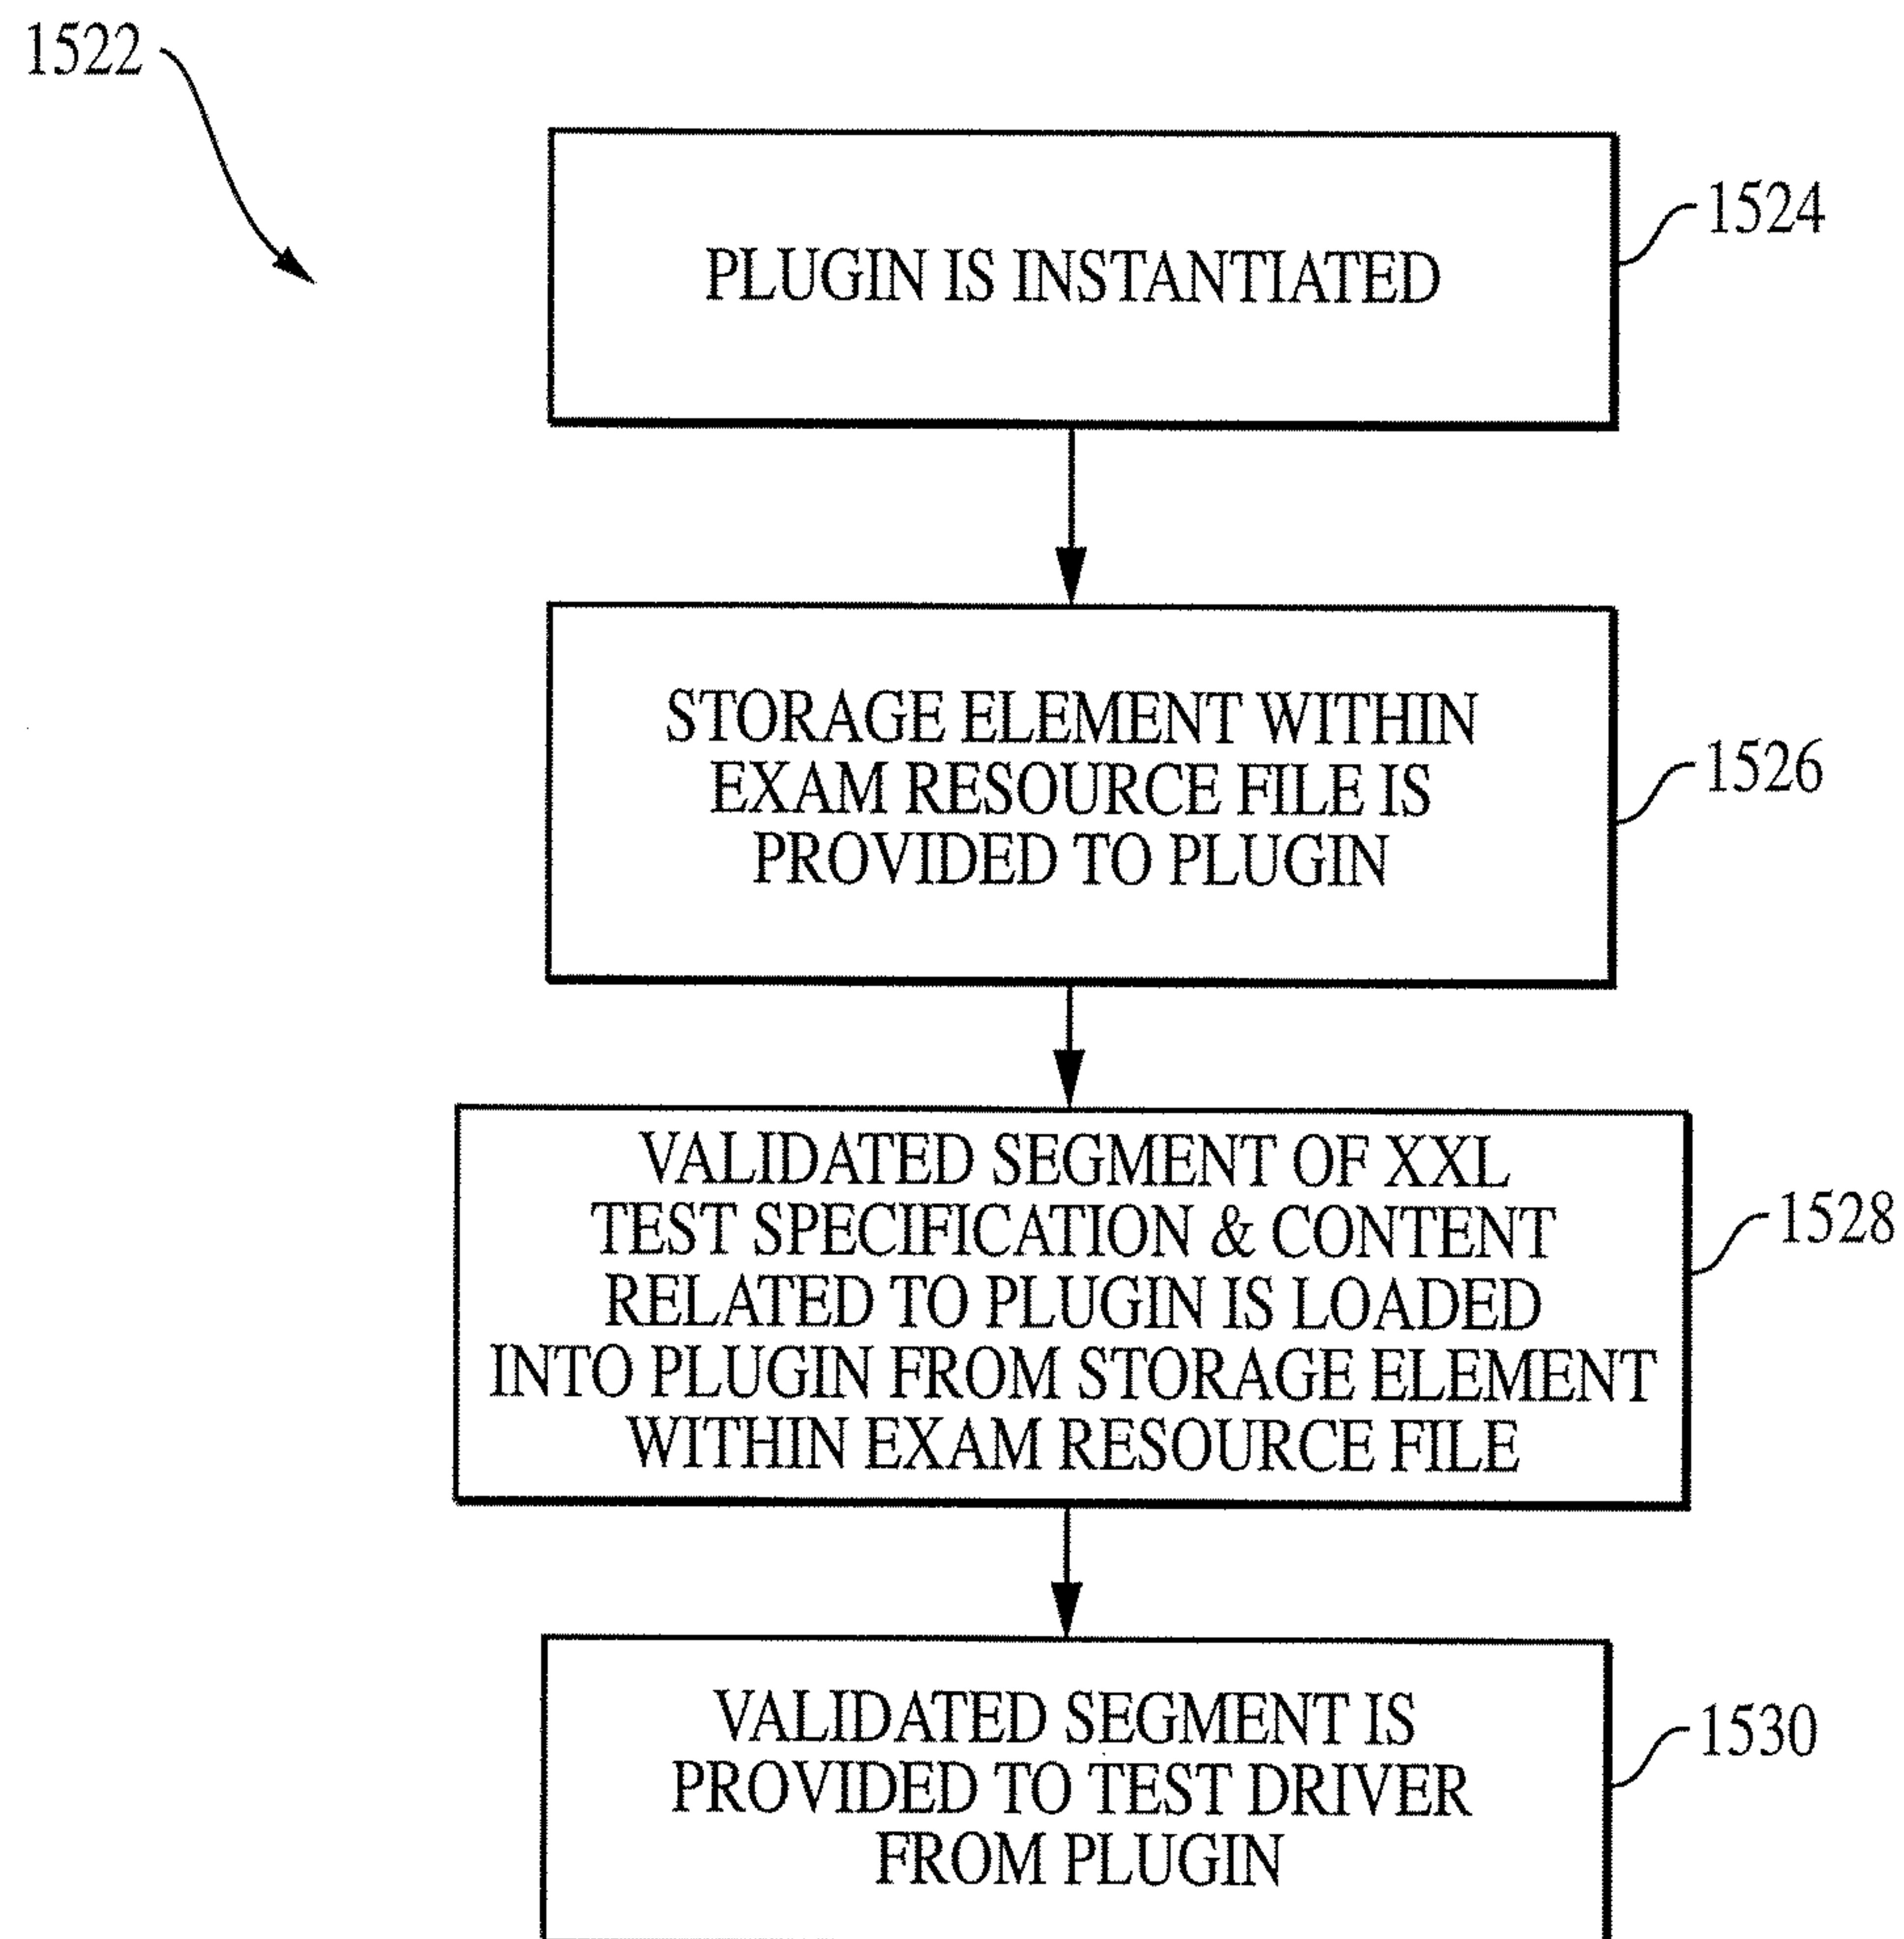 1522
PLUGIN IS INSTANTIATED
1524
STORAGE ELEMENT WITHIN
EXAM RESOURCE FILE IS
PROVIDED TO PLUGIN
1526
VALIDATED SEGMENT OF XXL
TEST SPECIFICATION & CONTENT
RELATED TO PLUGIN IS LOADED
INTO PLUGIN FROM STORAGE ELEMENT
WITHIN EXAM RESOURCE FILE
1528
VALIDATED SEGMENT IS
PROVIDED TO TEST DRIVER
FROM PLUGIN
1530